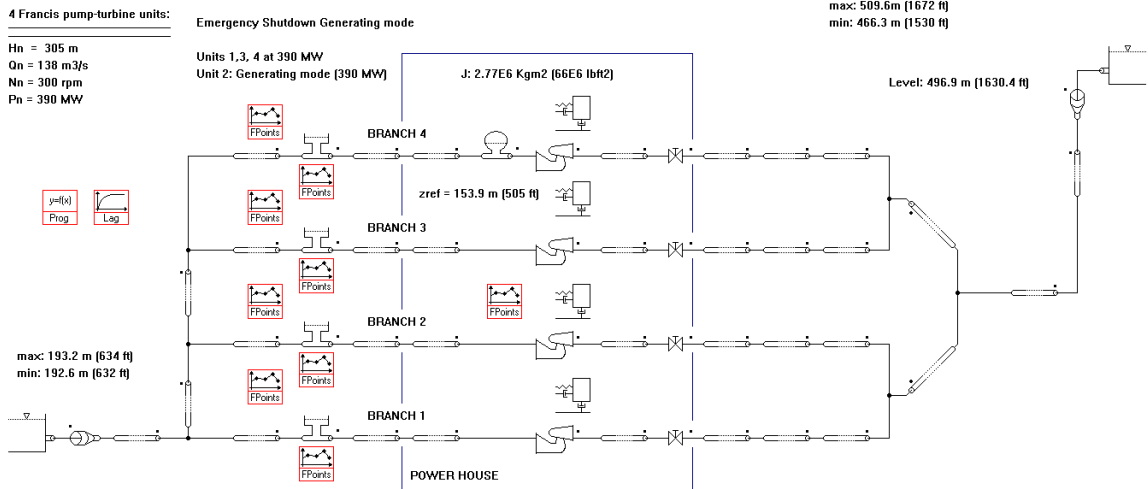 4 Francis pump-turbine units:
Hn = 305 m
Qn = 138 m3/s
Nn = 300 rpm
Pn = 390 MW
Emergency Shutdown Generating mode
Units 1,3, 4 at 390 MW
Unit 2: Generating mode (390 MW)
J: 2.77E6 Kgm2 (66E6 lbft2)
max: 509.6m (1672 ft)
min: 466.3 m (1530 ft)
Level: 496.9 m (1630.4 ft)
FPoints
BRANCH 4
FPoints
y=f(x)
Prog
Lag
zref = 153.9 m (505 ft)
FPoints
BRANCH 3
FPoints
FPoints
FPoints
BRANCH 2
FPoints
max: 193.2 m (634 ft)
min: 192.6 m (632 ft)
FPoints
BRANCH 1
FPoints
POWER HOUSE